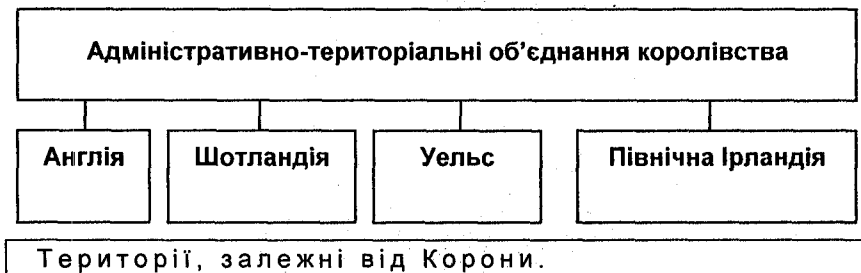 Адміністративно-територіальні об’єднання королівства
Англія
Шотландія
Уельс
Північна Ірландія
Території, залежні від Корони.